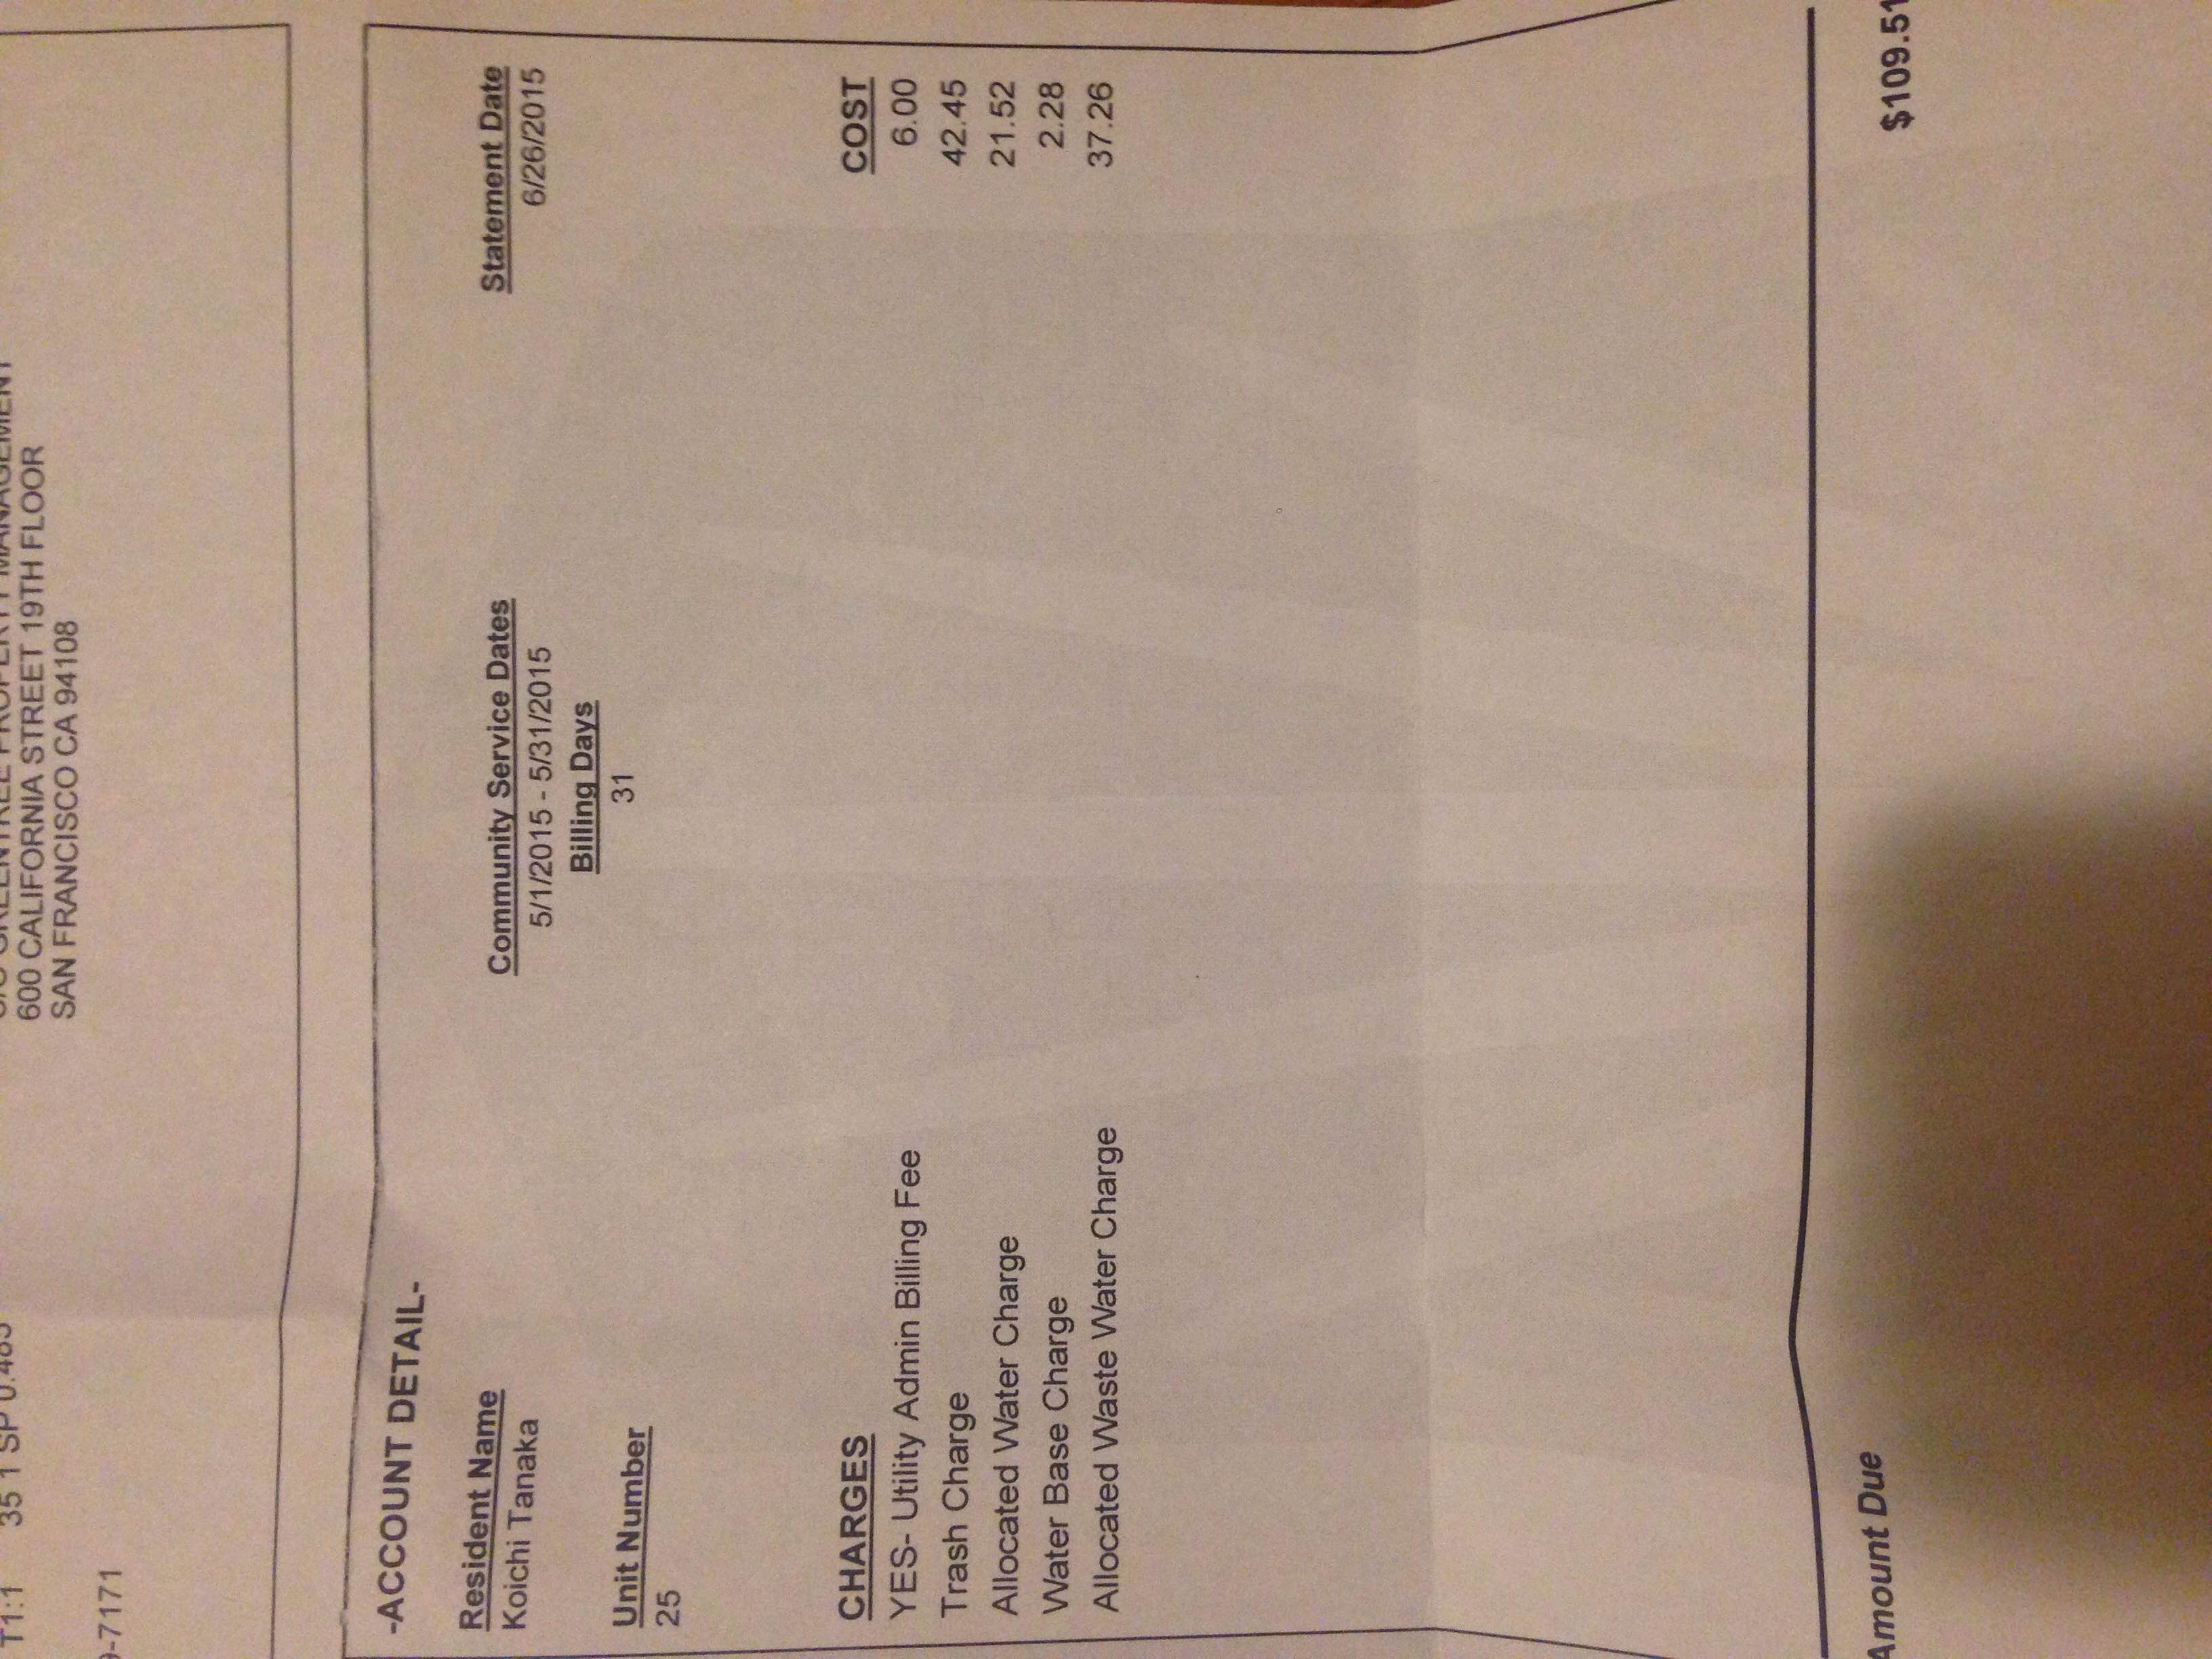 T1:1 35 1 SP 0.485
C/O GREENTREE PROPERTY MANAGEMENT
600 CALIFORNIA STREET 19TH FLOOR
SAN FRANCISCO CA 94108
9-7171
-ACCOUNT DETAIL-
Resident Name
Koichi Tanaka
Community Service Dates
5/1/2015 - 5/31/2015
Billing Days
31
Statement Date
6/26/2015
Unit Number
25
CHARGES COST
YES- Utility Admin Billing Fee 6.00
Trash Charge 42.45
Allocated Water Charge 21.52
Water Base Charge 2.28
Allocated Waste Water Charge 37.26
Amount Due $109.51